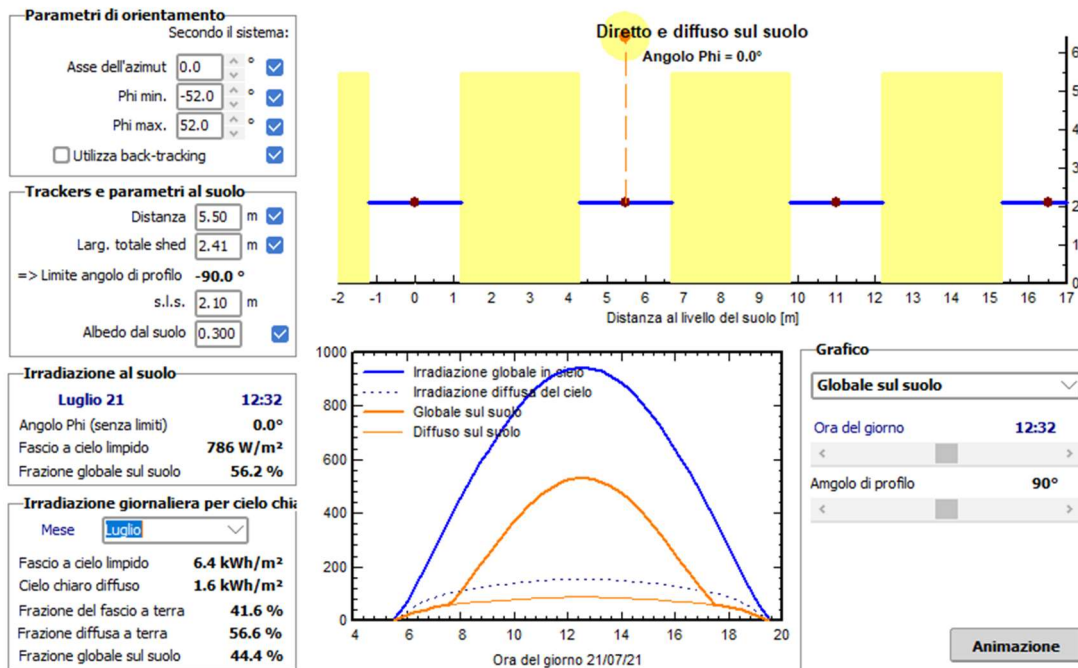 Parametri di orientamento
Secondo il sistema:
Asse dell'azimut 0.0 °
Phi min. -52.0 °
Phi max. 52.0 °
Utilizza back-tracking
Trackers e parametri al suolo
Distanza 5.50 m
Larg. totale shed 2.41 m
=> Limite angolo di profilo -90.0 °
s.l.s. 2.10 m
Albedo dal suolo 0.300
Irradiazione al suolo
Luglio 21 12:32
Angolo Phi (senza limiti) 0.0°
Fascio a cielo limpido 786 W/m²
Frazione globale sul suolo 56.2 %
Irradiazione giornaliera per cielo chia
Mese Luglio
Fascio a cielo limpido 6.4 kWh/m²
Cielo chiaro diffuso 1.6 kWh/m²
Frazione del fascio a terra 41.6 %
Frazione diffusa a terra 56.6 %
Frazione globale sul suolo 44.4 %
Diretto e diffuso sul suolo
Angolo Phi = 0.0°
6
5
4
3
2
1
0
-2 -1 0 1 2 3 4 5 6 7 8 9 10 11 12 13 14 15 16 17
Distanza al livello del suolo [m]
1000
800
600
400
200
0
Irradiazione globale in cielo
Irradiazione diffusa del cielo
Globale sul suolo
Diffuso sul suolo
4 6 8 10 12 14 16 18 20
Ora del giorno 21/07/21
Grafico
Globale sul suolo
Ora del giorno 12:32
Amgolo di profilo 90°
Animazione